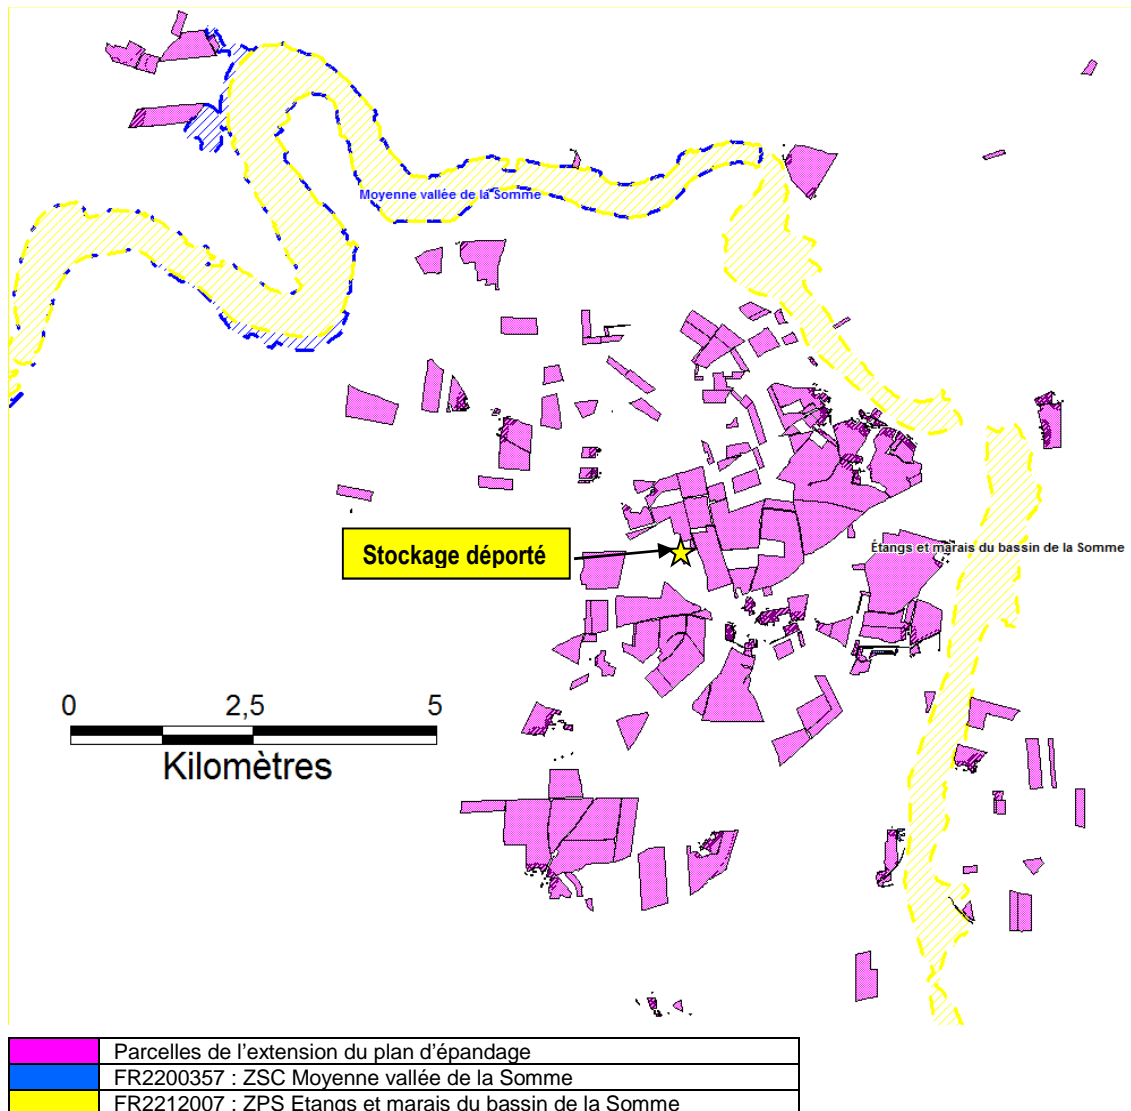 Moyenne vallée de la Somme
Stockage déporté
Étangs et marais du bassin de la Somme
0 2,5 5
Kilomètres
Parcelles de l'extension du plan d'épandage
FR2200357 : ZSC Moyenne vallée de la Somme
FR2212007 : ZPS Etangs et marais du bassin de la Somme